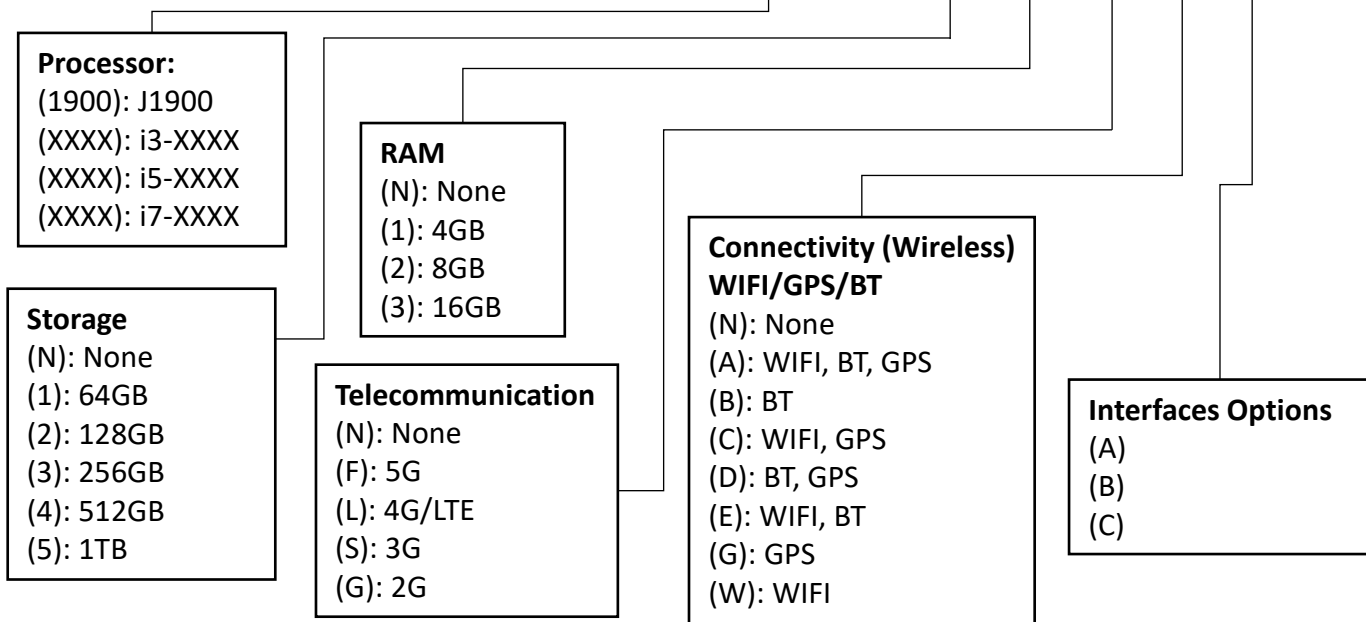 Processor:
(1900): J1900
(XXXX): i3-XXXX
(XXXX): i5-XXXX
(XXXX): i7-XXXX
Storage
(N): None
(1): 64GB
(2): 128GB
(3): 256GB
(4): 512GB
(5): 1TB
RAM
(N): None
(1): 4GB
(2): 8GB
(3): 16GB
Telecommunication
(N): None
(F): 5G
(L): 4G/LTE
(S): 3G
(G): 2G
Connectivity (Wireless)
WIFI/GPS/BT
(N): None
(A): WIFI, BT, GPS
(B): BT
(C): WIFI, GPS
(D): BT, GPS
(E): WIFI, BT
(G): GPS
(W): WIFI
Interfaces Options
(A)
(B)
(C)